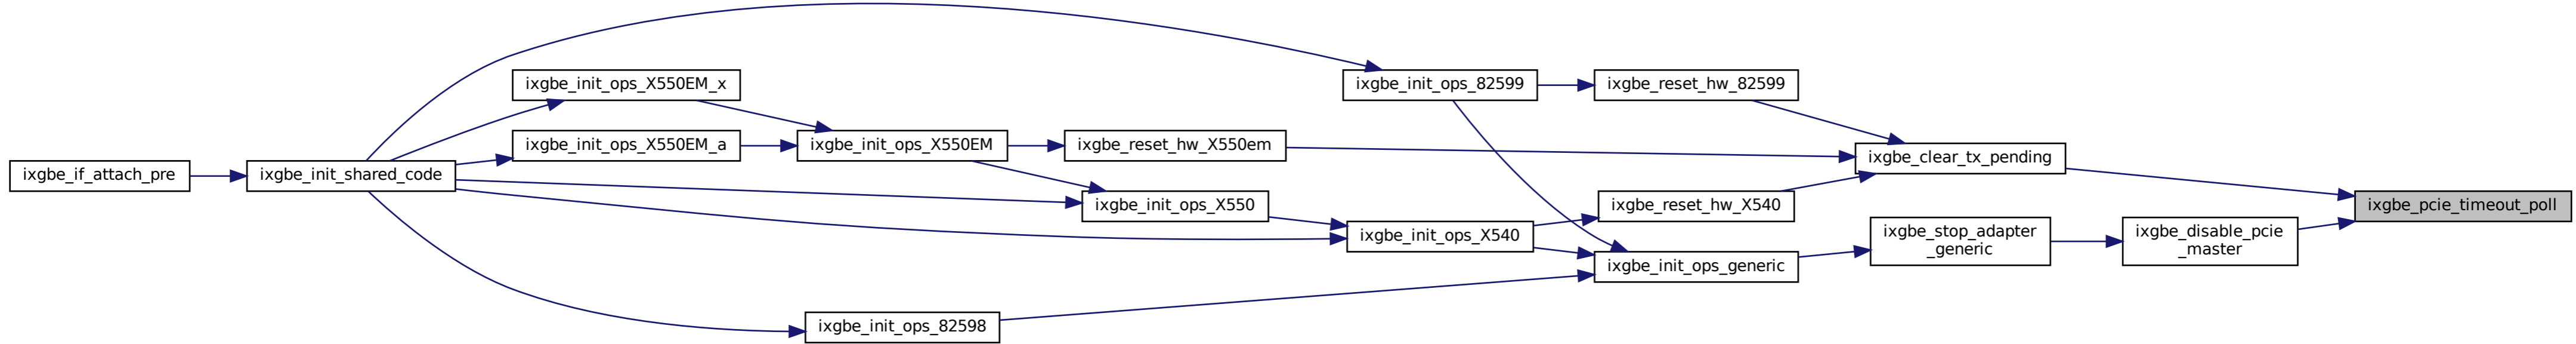 ixgbe_if_attach_pre
ixgbe_init_shared_code
ixgbe_init_ops_X550EM_x
ixgbe_init_ops_X550EM_a
ixgbe_init_ops_X550EM
ixgbe_init_ops_82598
ixgbe_reset_hw_X550em
ixgbe_init_ops_X550
ixgbe_init_ops_82599
ixgbe_init_ops_X540
ixgbe_reset_hw_82599
ixgbe_reset_hw_X540
ixgbe_init_ops_generic
ixgbe_clear_tx_pending
ixgbe_stop_adapter
_generic
ixgbe_disable_pcie
_master
ixgbe_pcie_timeout_poll